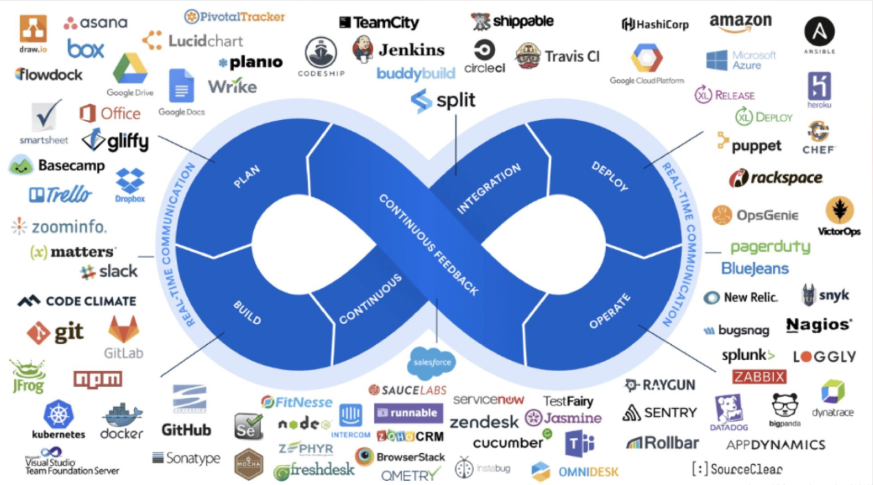 draw.io
asana
PivotalTracker
TeamCity
shippable
HashiCorp
amazon
ANSIBLE
box
Lucidchart
CODESHIP
Jenkins
circleci
Travis CI
Google Cloud Platform
Microsoft
Azure
flowdock
Google Drive
planio
buddybuild
Google Docs
Wrike
split
XL RELEASE
heroku
smartsheet
Office
gliffy
XL DEPLOY
puppet
CHEF
Basecamp
Trello
Dropbox
rackspace
zoominfo.
OpsGenie
VictorOps
(x) matters
slack
pagerduty
BlueJeans
REAL-TIME COMMUNICATION
PLAN
BUILD
CONTINUOUS
INTEGRATION
CONTINUOUS FEEDBACK
DEPLOY
OPERATE
REAL-TIME COMMUNICATION
CODE CLIMATE
New Relic.
snyk
git
GitLab
bugsnag
Nagios
splunk>
LOGGLY
JFrog
npm
salesforce
ZABBIX
SAUCELABS
kubernetes
docker
GitHub
FitNesse
Se
node
INTERCOM
runnable
servicenow
TestFairy
RAYGUN
zendesk
Jasmine
SENTRY
DATADOG
bigpanda
dynatrace
ZOHO CRM
cucumber
T
Rollbar
APPDYNAMICS
Visual Studio
Team Foundation Server
Sonatype
MOCHA
ZEPHYR
freshdesk
BrowserStack
QMETRY
instabug
OMNIDESK
[:]SourceClear